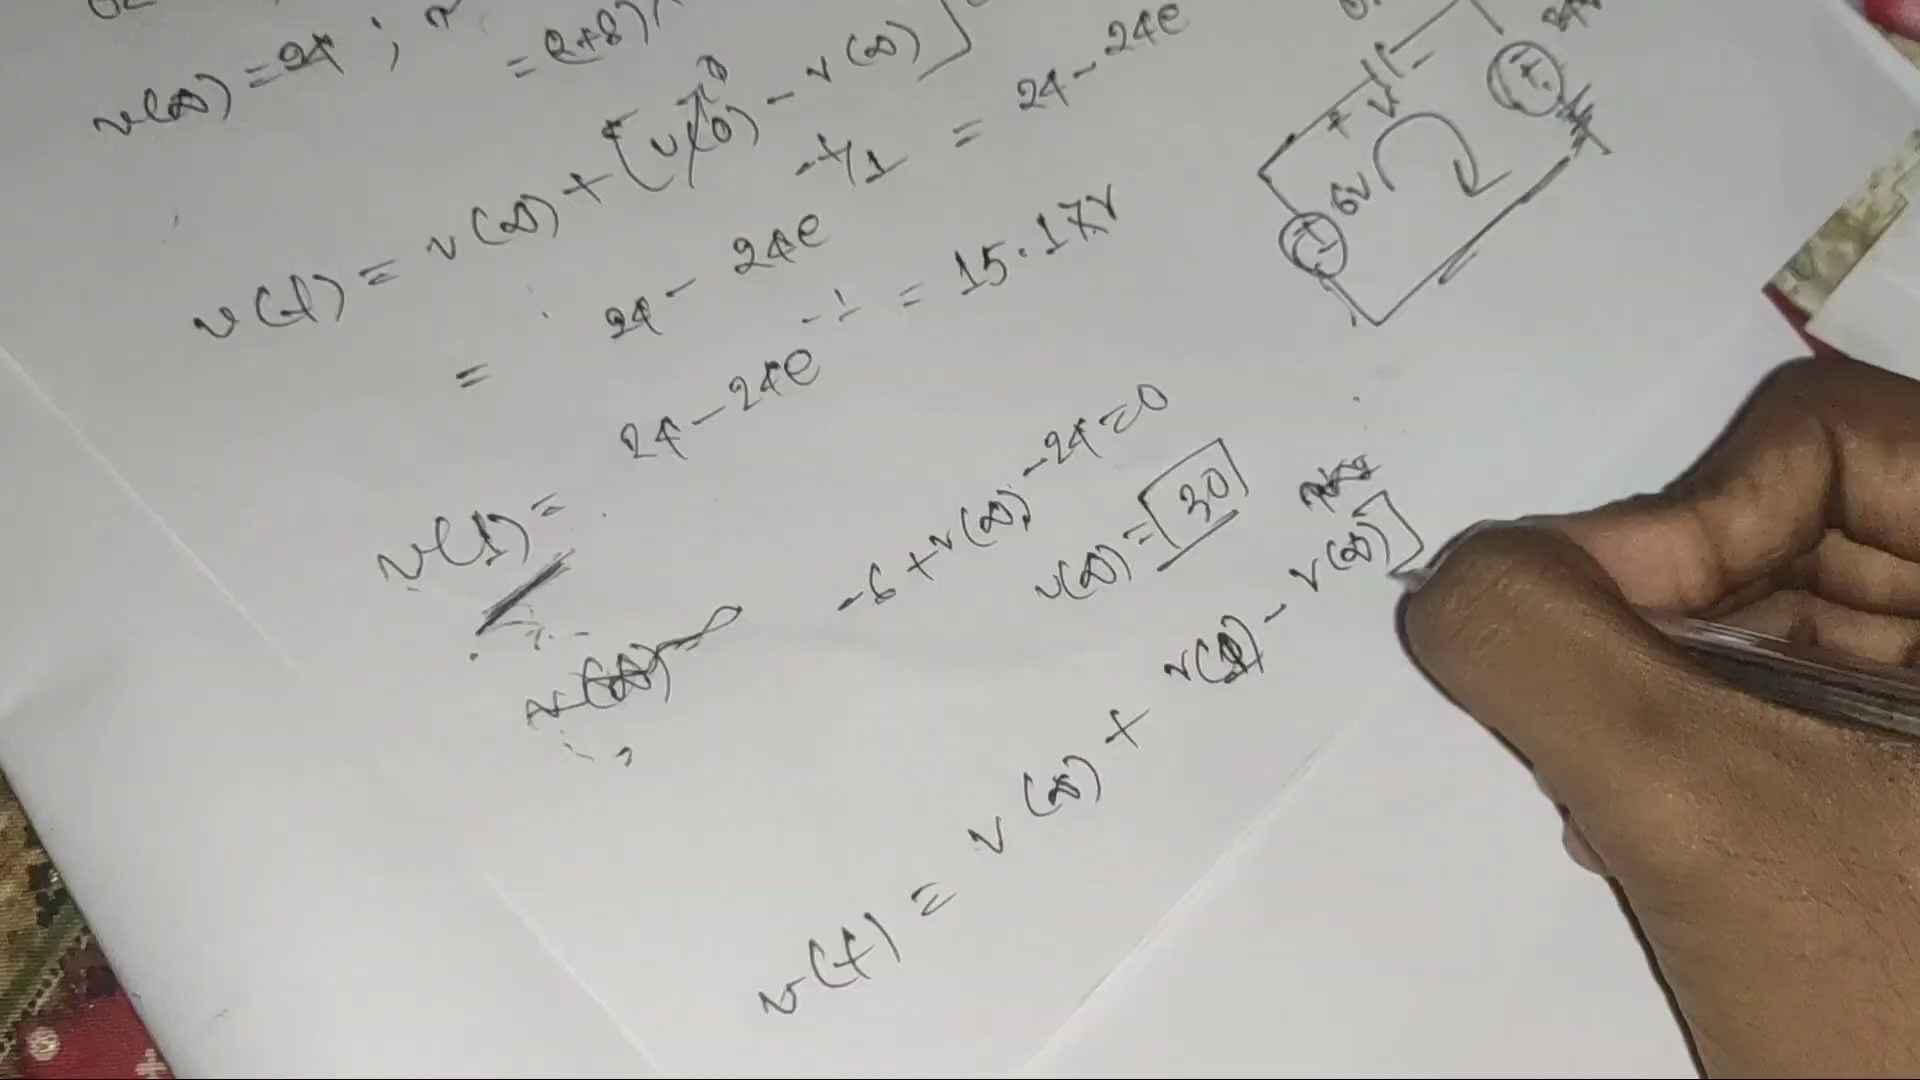 v(∞) = 24 ;
= (2+8)
v(t) = v(∞) + [v(0) - v(∞)]
= 24 - 24e^-t/1 = 24 - 24e
v(1) = 24 - 24e^-1 = 15.17V
-6 + v(∞) - 24 = 0
v(∞) = 30
v(t) = v(∞) + v(1) - v(∞)]
+ v -
6V